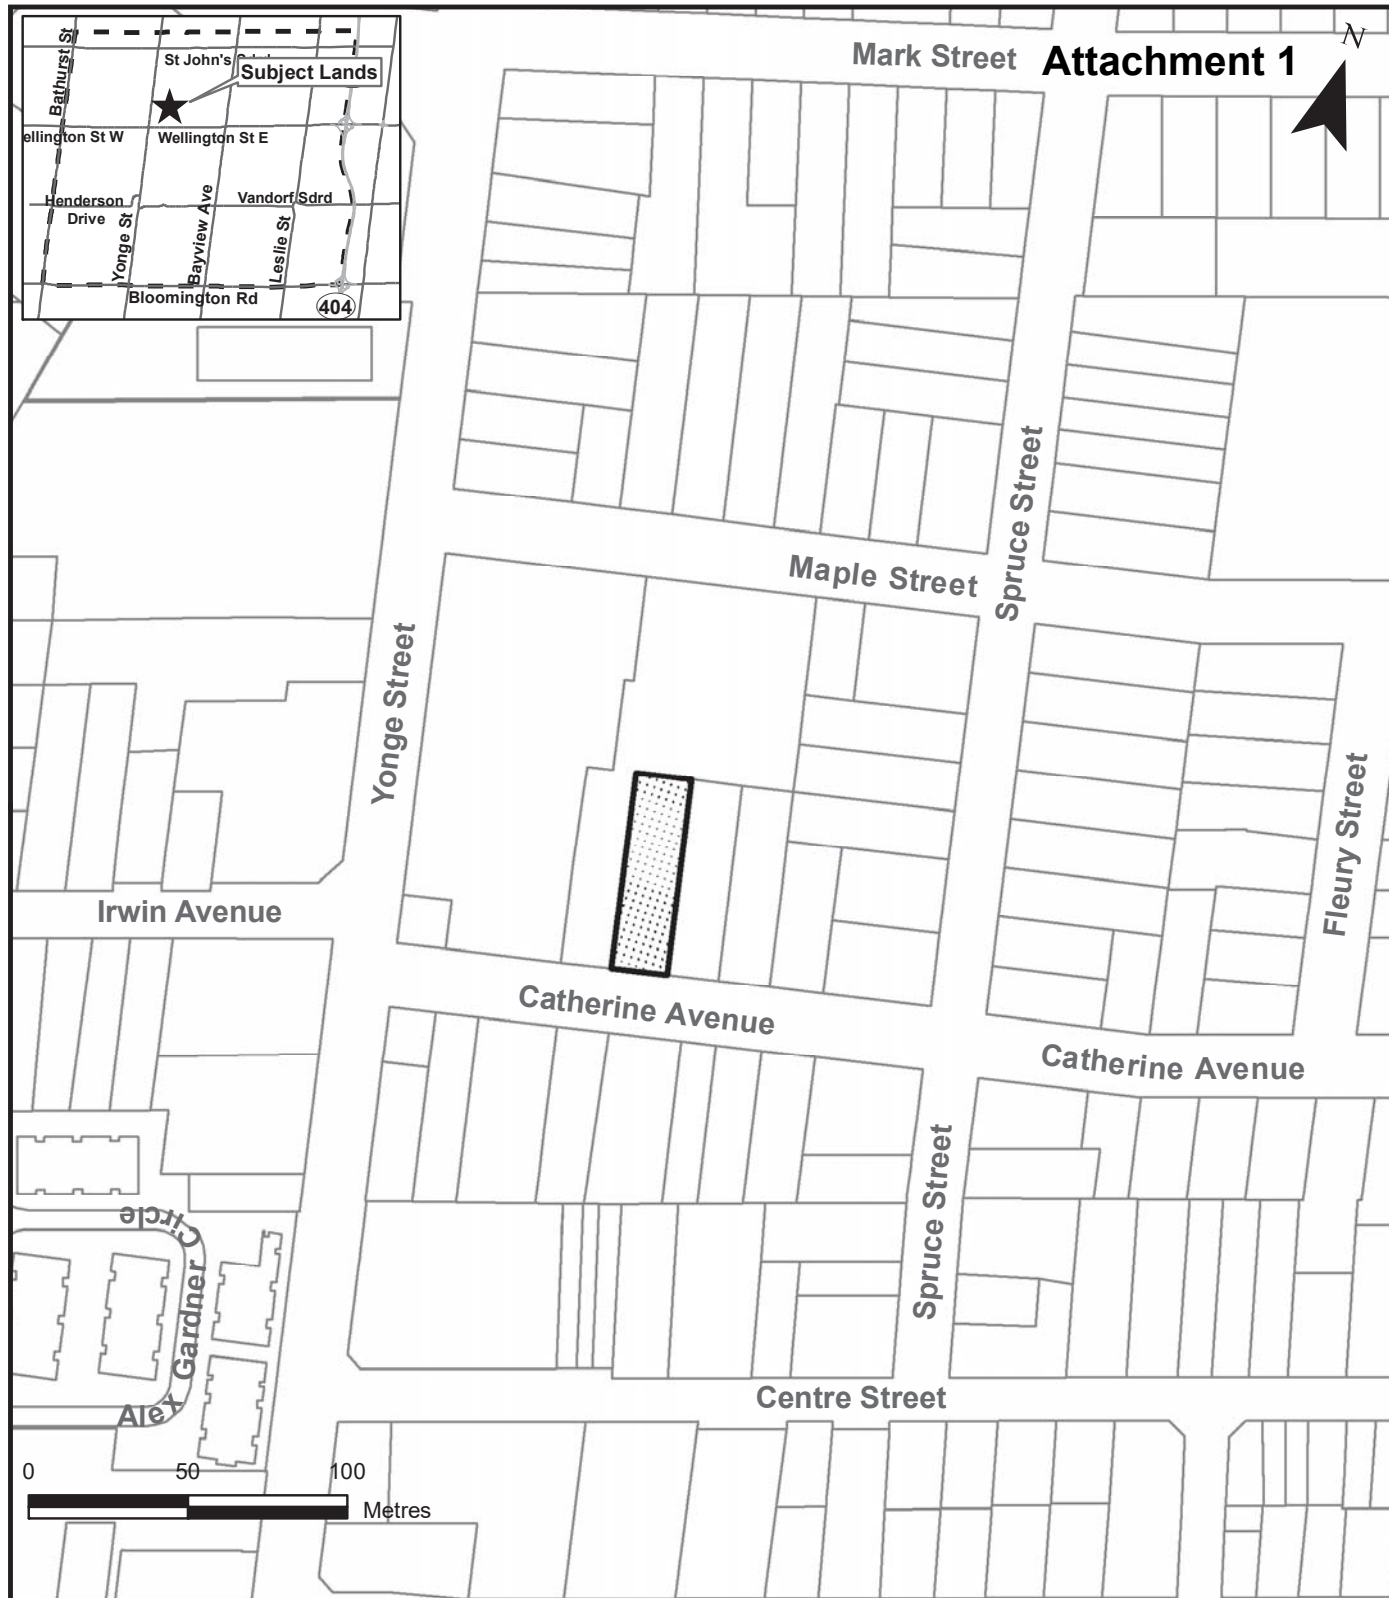 Mark Street
Attachment 1
N
Bathurst St
St John's
Subject Lands
ellington St W
Wellington St E
Henderson
Drive
Vandorf Sdrd
Yonge St
Bayview Ave
Leslie St
Bloomington Rd
404
Spruce Street
Maple Street
Yonge Street
Fleury Street
Irwin Avenue
Catherine Avenue
Catherine Avenue
Spruce Street
Alex Gardner Circle
Centre Street
0 50 100
Metres